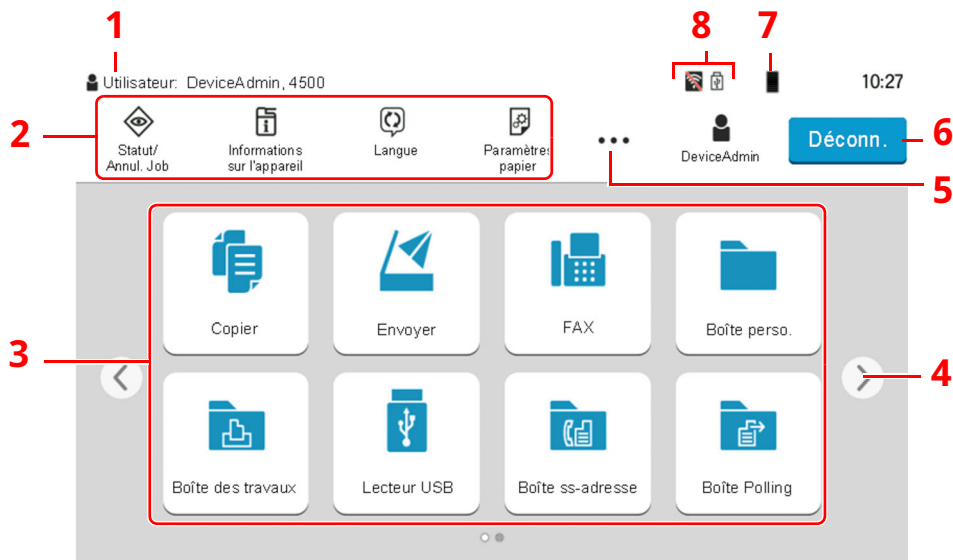 1
8
7
Utilisateur: DeviceAdmin, 4500
10:27
2
Statut/
Annul. Job
Informations
sur l'appareil
Langue
Paramètres
papier
DeviceAdmin
Déconn.
6
5
Copier
Envoyer
FAX
Boîte perso.
3
4
Boîte des travaux
Lecteur USB
Boîte ss-adresse
Boîte Polling